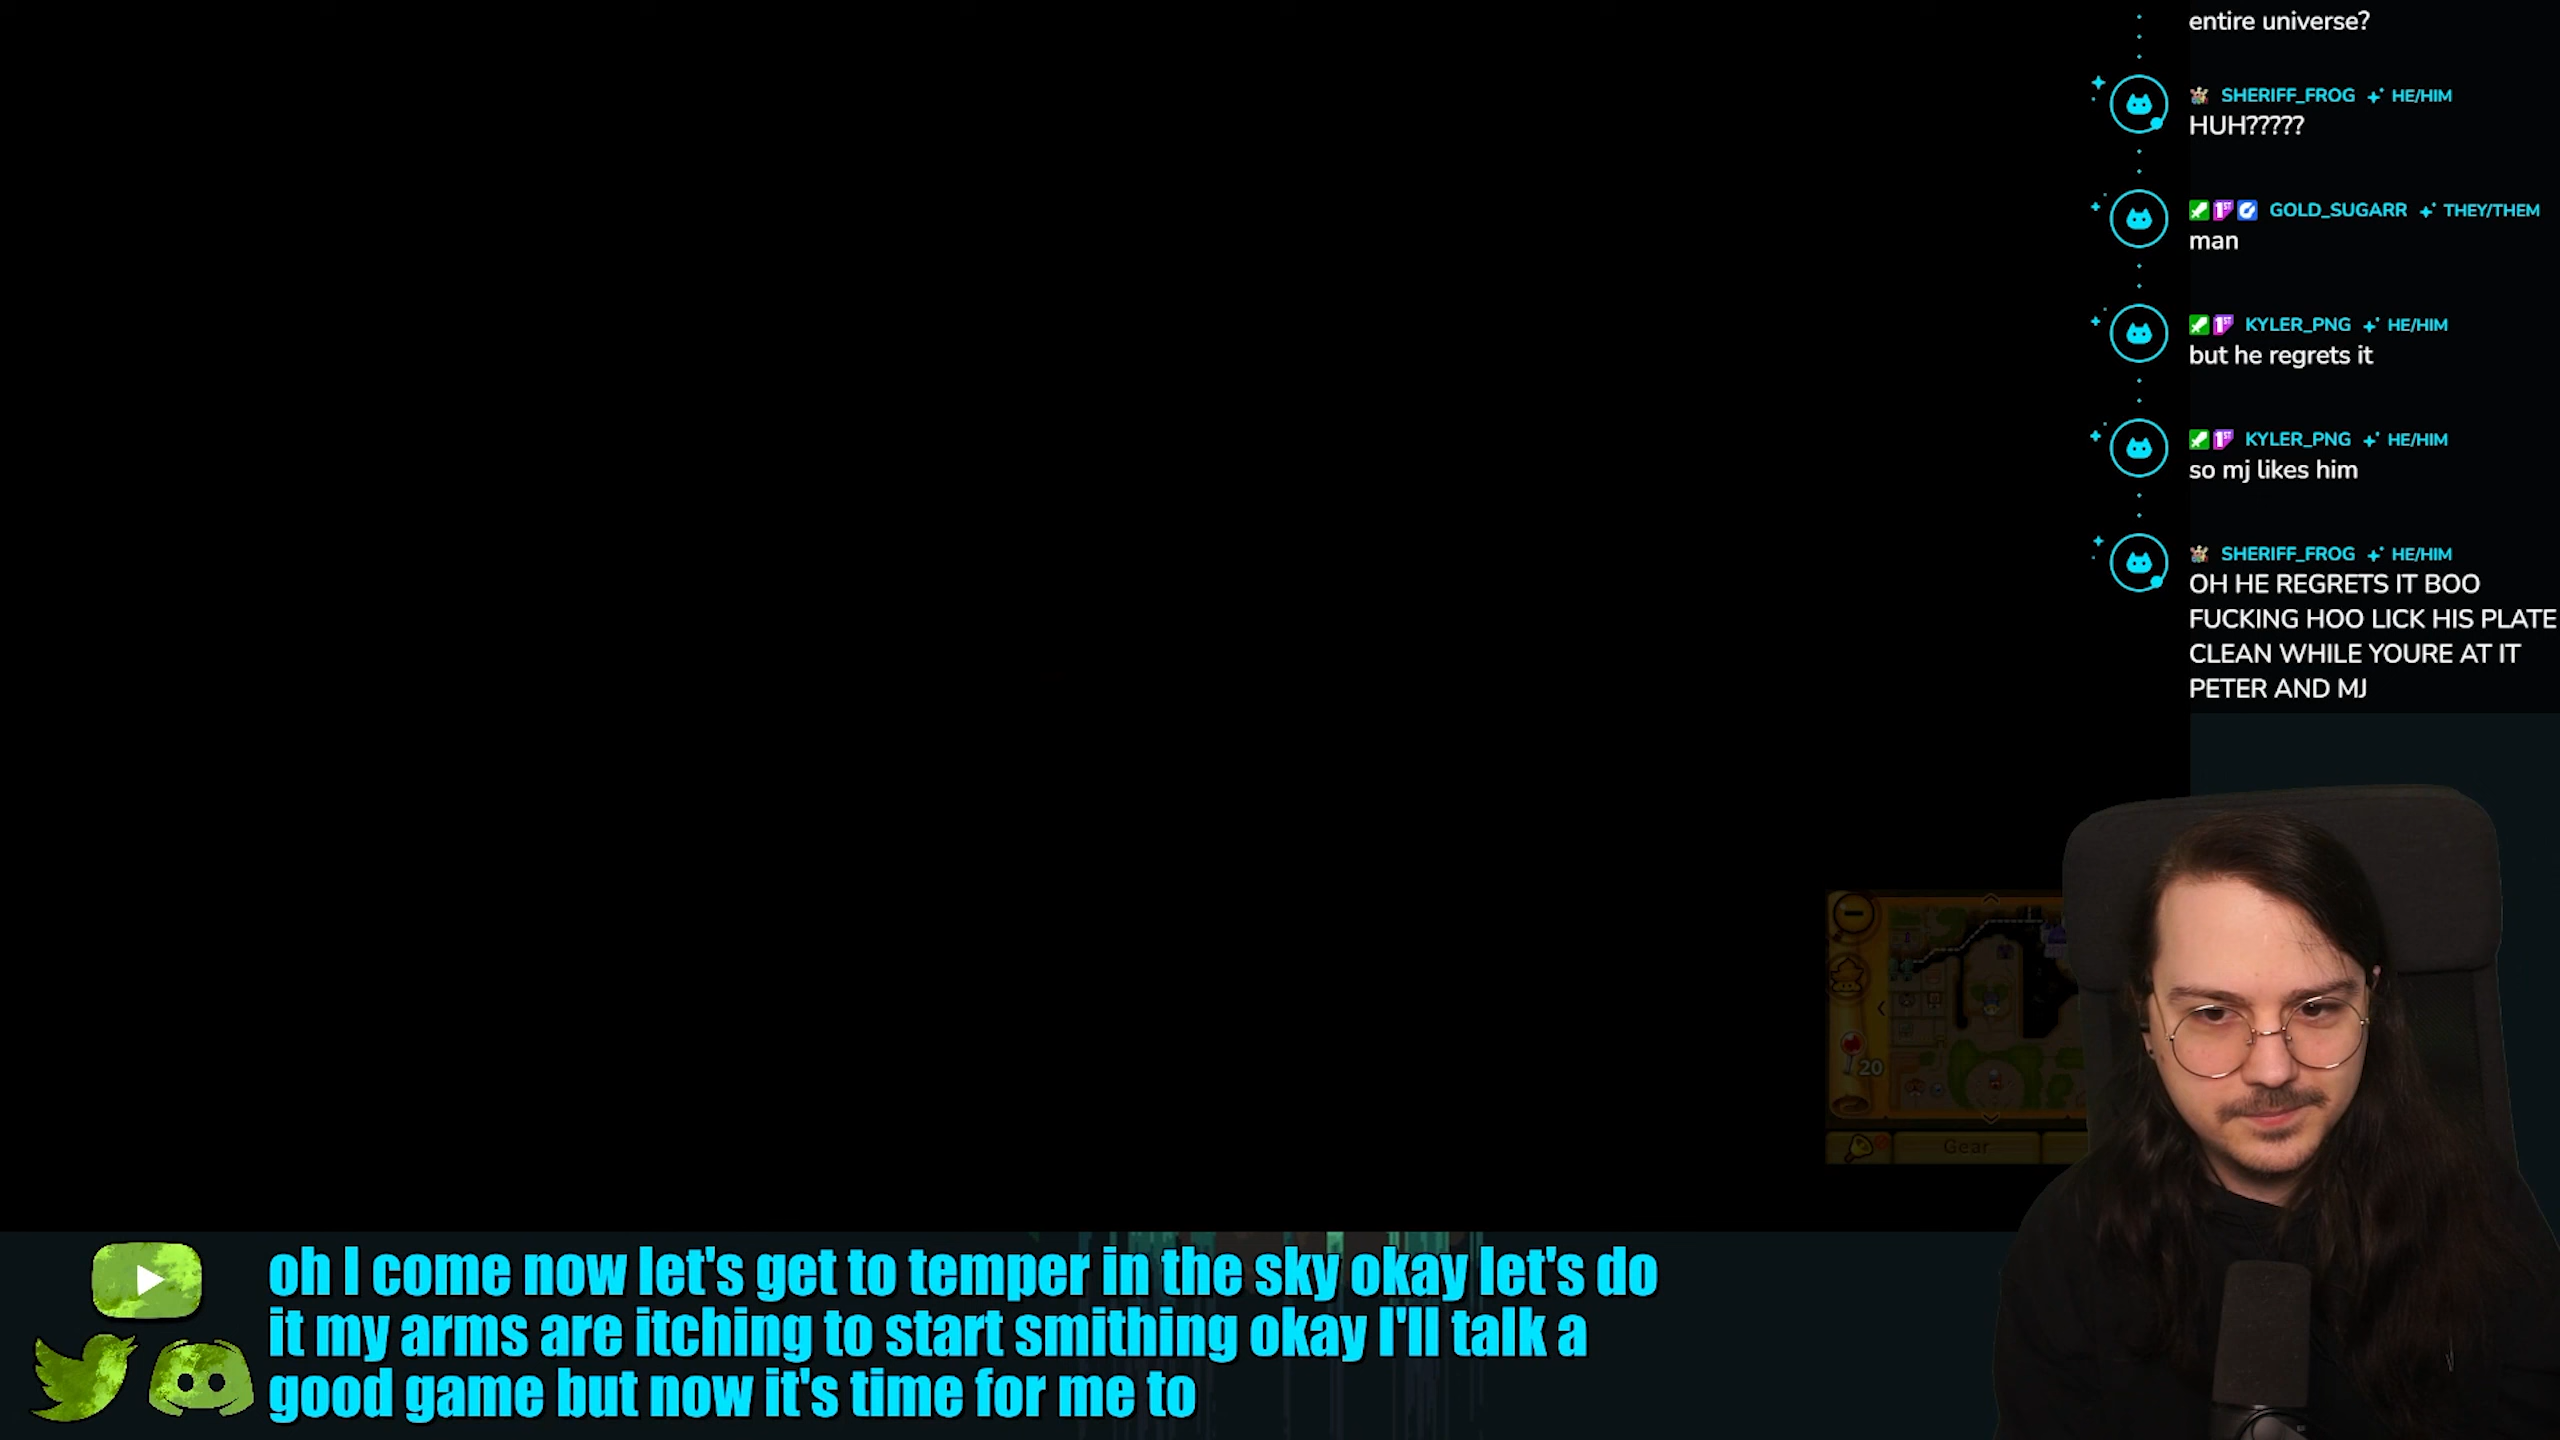 entire universe?
SHERIFF_FROG HE/HIM
HUH?????
GOLD_SUGARR THEY/THEM
man
KYLER_PNG HE/HIM
but he regrets it
KYLER_PNG HE/HIM
so mj likes him
SHERIFF_FROG HE/HIM
OH HE REGRETS IT BOO
FUCKING HOO LICK HIS PLATE
CLEAN WHILE YOURE AT IT
PETER AND MJ
20
Gear
oh I come now let's get to temper in the sky okay let's do
it my arms are itching to start smithing okay I'll talk a
good game but now it's time for me to